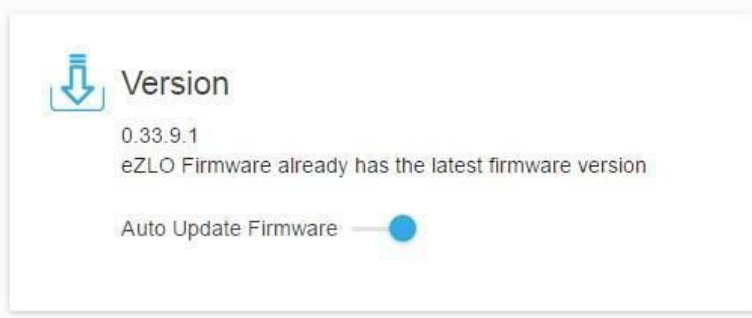 Version
0.33.9.1
eZLO Firmware already has the latest firmware version
Auto Update Firmware